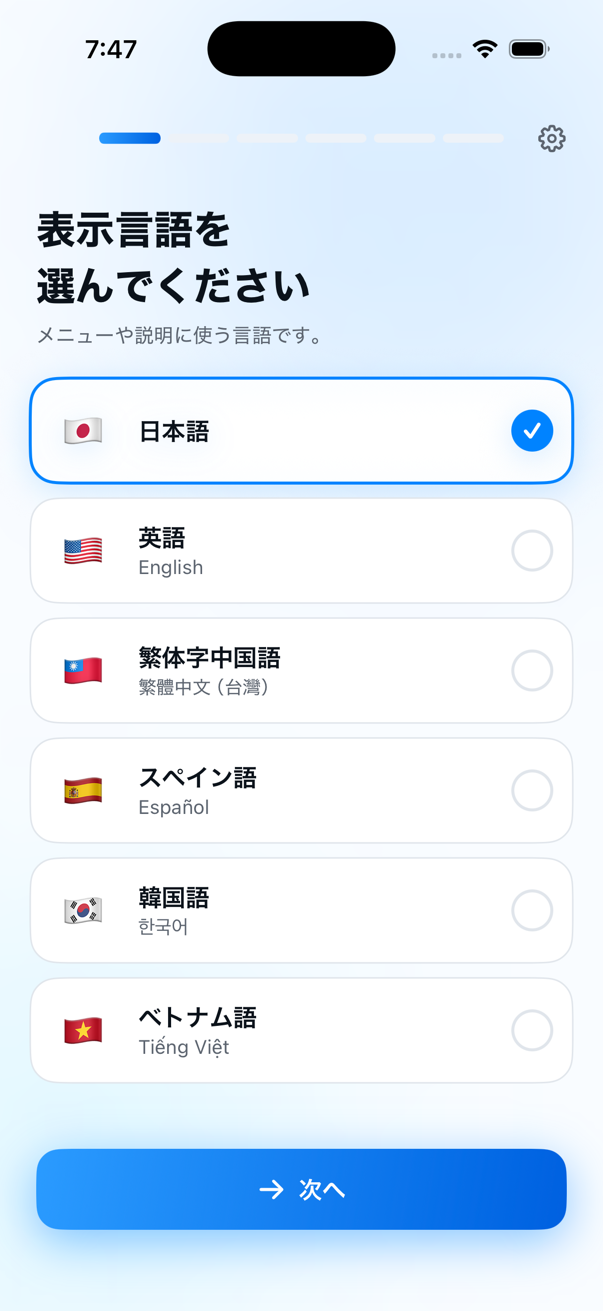 7:47
表示言語を
選んでください
メニューや説明に使う言語です。
日本語
英語
English
繁体字中国語
繁體中文（台灣）
スペイン語
Español
韓国語
한국어
ベトナム語
Tiếng Việt
次へ